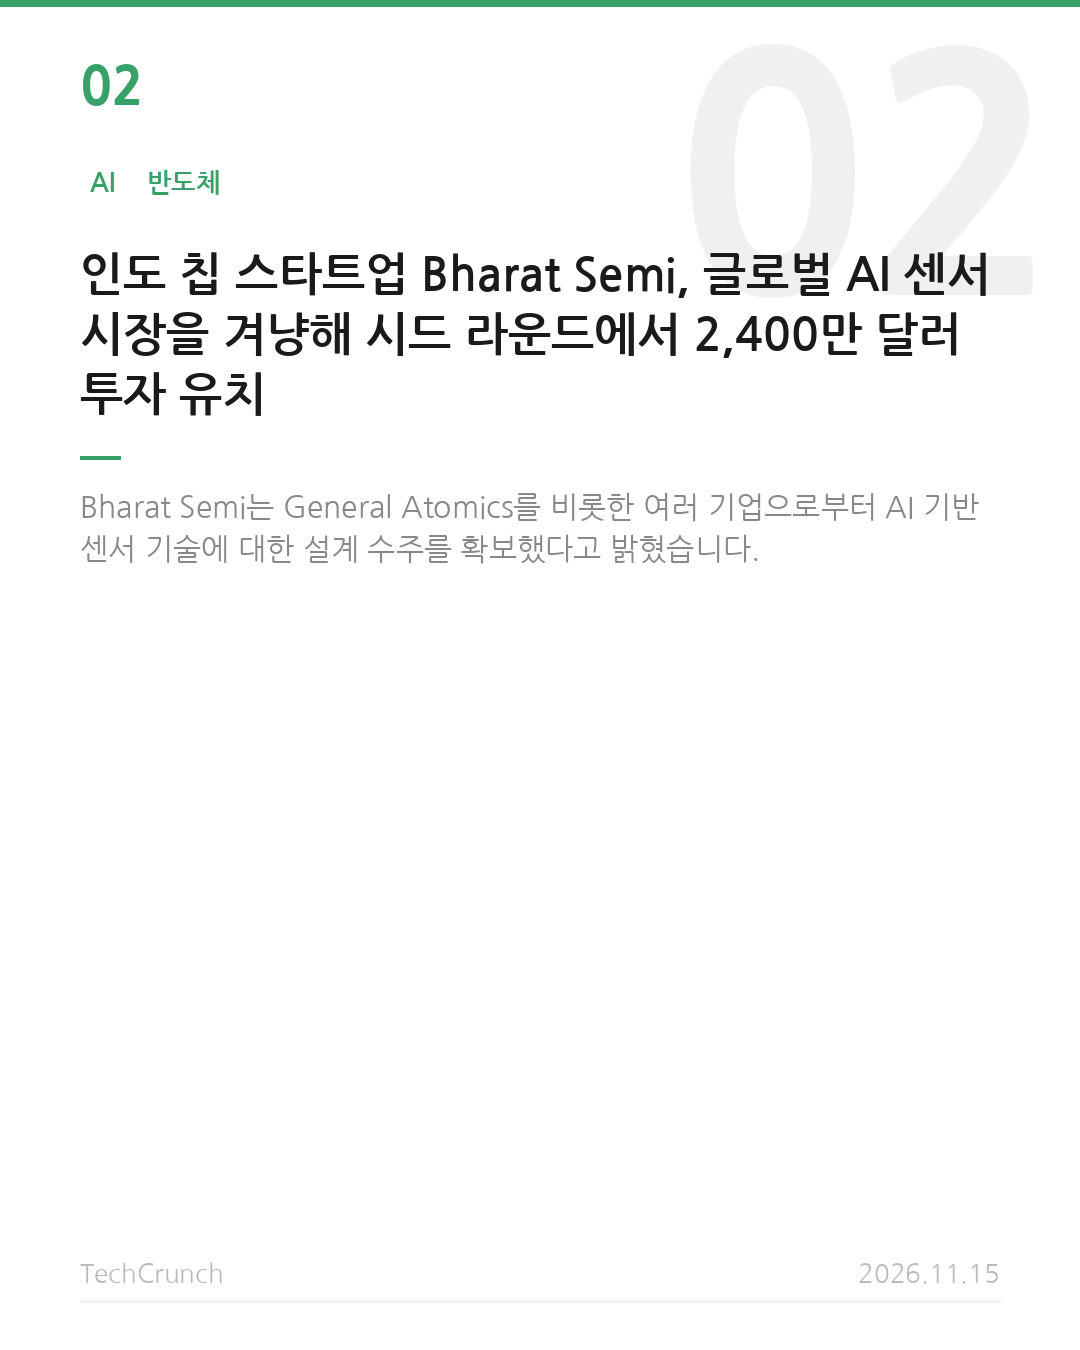 02
02
AI 반도체
인도 칩 스타트업 Bharat Semi, 글로벌 AI 센서
시장을 겨냥해 시드 라운드에서 2,400만 달러
투자 유치
Bharat Semi는 General Atomics를 비롯한 여러 기업으로부터 AI 기반
센서 기술에 대한 설계 수주를 확보했다고 밝혔습니다.
TechCrunch 2026.11.15